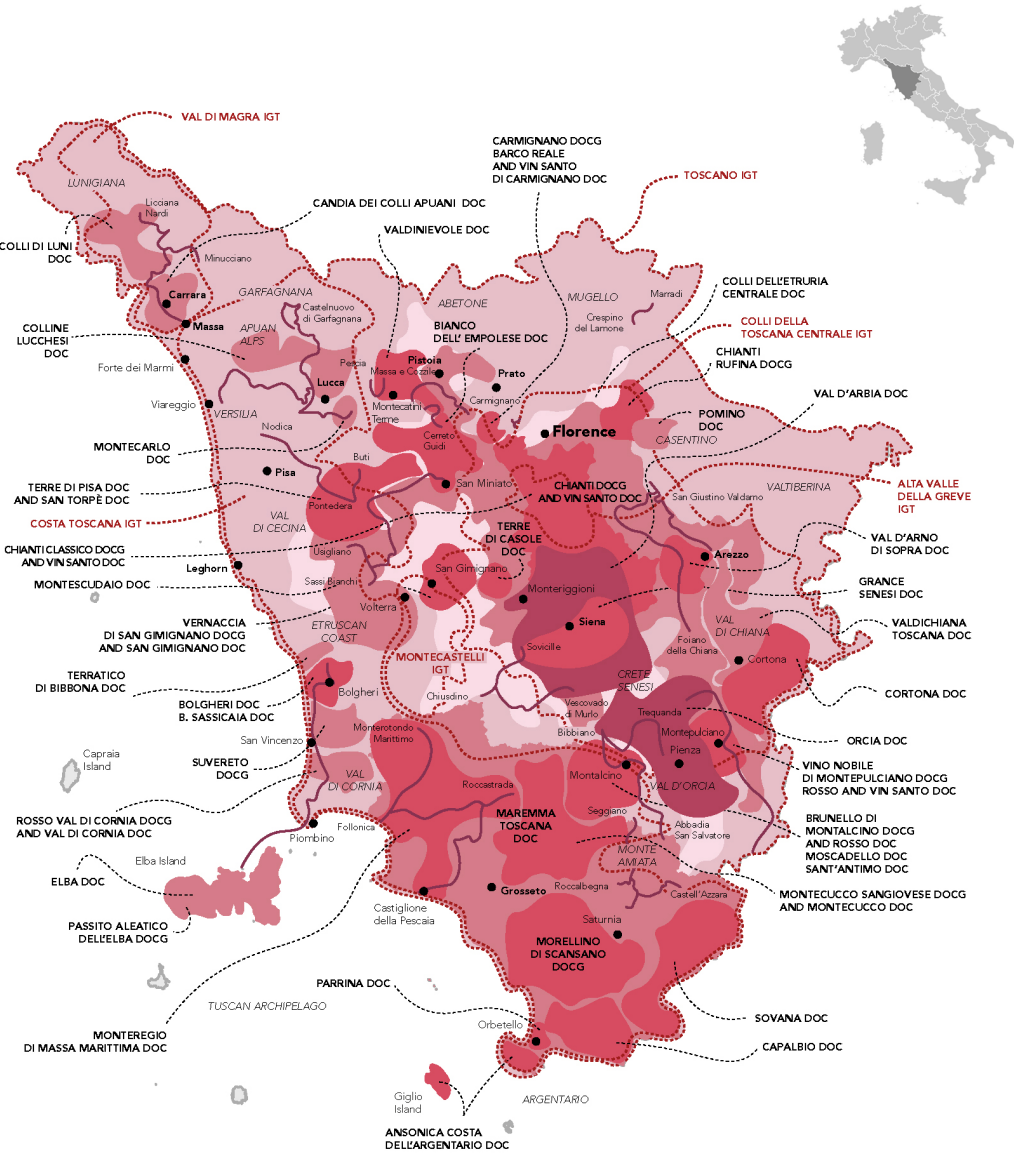 VAL DI MAGRA IGT
CARMIGNANO DOCG
BARCO REALE
AND VIN SANTO
DI CARMIGNANO DOC
TOSCANO IGT
LUNIGIANA
Licciana
Nardi
CANDIA DEI COLLI APUANI DOC
VALDINIEVOLE DOC
COLLI DI LUNI
DOC
Minucciano
Carrara
GARFAGNANA
Castelnuovo
di Garfagnana
ABETONE
MUGELLO
Marradi
Crespino
del Lamone
COLLI DELL'ETRURIA
CENTRALE DOC
COLLI DELLA
TOSCANA CENTRALE IGT
Massa
APUAN
ALPS
COLLINE
LUCCHESI
DOC
BIANCO
DELL' EMPOLESE DOC
CHIANTI
RUFINA DOCG
Forte dei Marmi
Pescia
Pistoia
Massa e Cozzile
Prato
Lucca
Montecatini
Terme
Carmignano
VAL D'ARBIA DOC
Viareggio
VERSILIA
Nodica
Cerreto
Guidi
Florence
POMINO
DOC
CASENTINO
MONTECARLO
DOC
Buti
Pisa
San Miniato
TERRE DI PISA DOC
AND SAN TORPÈ DOC
Pontedera
CHIANTI DOCG
AND VIN SANTO DOC
San Giustino Valdarno
VALTIBERINA
ALTA VALLE
DELLA GREVE
IGT
COSTA TOSCANA IGT
VAL
DI CECINA
TERRE
DI CASOLE
DOC
VAL D'ARNO
DI SOPRA DOC
CHIANTI CLASSICO DOCG
AND VIN SANTO DOC
Usigliano
Arezzo
Leghorn
San Gimignano
MONTESCUDAIO DOC
Sassi Bianchi
Monteriggioni
GRANCE
SENESI DOC
Volterra
VERNACCIA
DI SAN GIMIGNANO DOCG
AND SAN GIMIGNANO DOC
ETRUSCAN
COAST
Siena
VAL
DI CHIANA
VALDICHIANA
TOSCANA DOC
Foiano
della Chiana
Sovicille
MONTECASTELLI
IGT
Cortona
TERRATICO
DI BIBBONA DOC
CRETE
SENESI
Bolgheri
Chiusdino
CORTONA DOC
BOLGHERI DOC
B. SASSICAIA DOC
Vescovado
di Murlo
Trequanda
Monterotondo
Marittimo
Bibbiano
Montepulciano
San Vincenzo
ORCIA DOC
Capraia
Island
SUVERETO
DOCG
Pienza
VINO NOBILE
DI MONTEPULCIANO DOCG
ROSSO AND VIN SANTO DOC
VAL
DI CORNIA
Montalcino
VAL D'ORCIA
Roccastrada
Seggiano
ROSSO VAL DI CORNIA DOCG
AND VAL DI CORNIA DOC
MAREMMA
TOSCANA
DOC
BRUNELLO DI
MONTALCINO DOCG
AND ROSSO DOC
MOSCADELLO DOC
SANT'ANTIMO DOC
Piombino
Follonica
Abbadia
San Salvatore
Elba Island
MONTE
AMIATA
ELBA DOC
Grosseto
Roccalbegna
Castell'Azzara
MONTECUCCO SANGIOVESE DOCG
AND MONTECUCCO DOC
Castiglione
della Pescaia
Saturnia
PASSITO ALEATICO
DELL'ELBA DOCG
MORELLINO
DI SCANSANO
DOCG
PARRINA DOC
TUSCAN ARCHIPELAGO
SOVANA DOC
Orbetello
MONTEREGIO
DI MASSA MARITTIMA DOC
CAPALBIO DOC
Giglio
Island
ARGENTARIO
ANSONICA COSTA
DELL'ARGENTARIO DOC